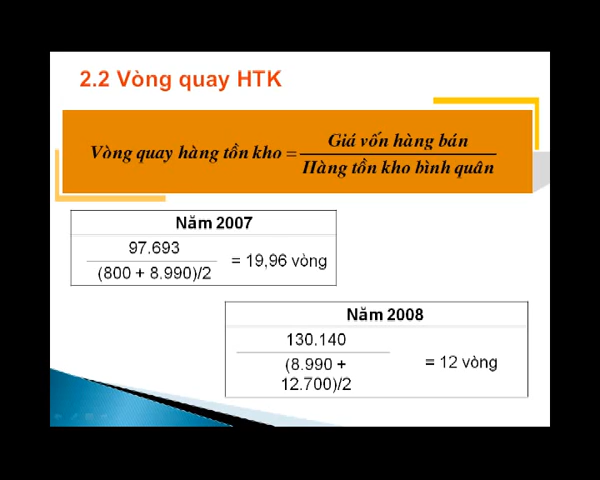 2.2 Vòng quay HTK
Vòng quay hàng tồn kho = Giá vốn hàng bán
Hàng tồn kho bình quân
Năm 2007
97.693
(800 + 8.990)/2
= 19,96 vòng
Năm 2008
130.140
(8.990 +
12.700)/2
= 12 vòng